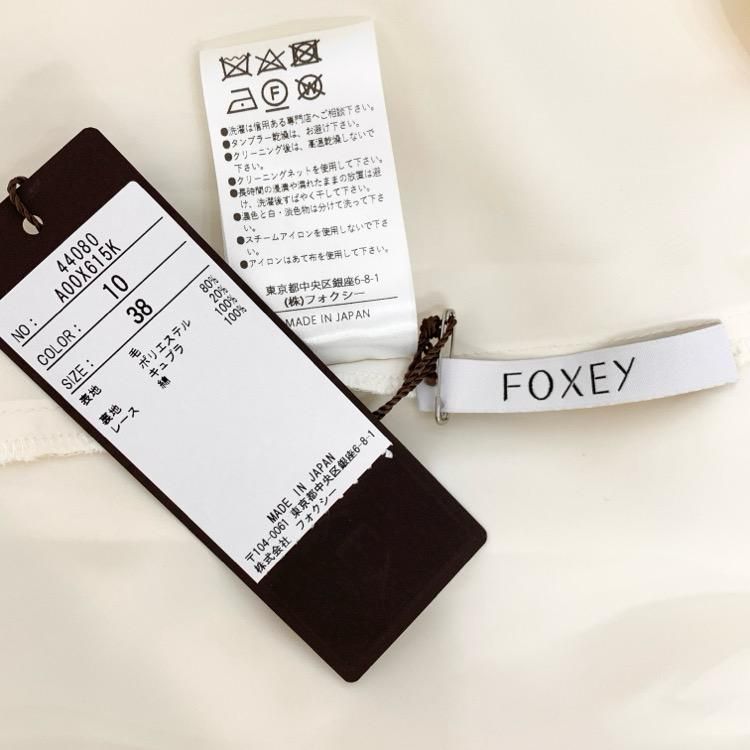 F
W
●洗濯は信用ある専門店へご相談下さい。
●タンブラー乾燥は、お避け下さい。
●クリーニング後は、高温乾燥しないで
下さい。
●クリーニングネットを使用して下さい。
●長時間の浸漬や濡れたままの放置は避
け、洗濯後すばやく干して下さい。
●濃色と白・淡色物は分けて洗って下さ
い。
●スチームアイロンを使用しないで下さ
い。
●アイロンはあて布を使用して下さい。
東京都中央区銀座6-8-1
(株)フォクシー
MADE IN JAPAN
FOXEY
44080
NO: A00X615K
COLOR: 10
SIZE: 38
表地 毛 80%
ポリエステル 20%
裏地 キュプラ 100%
レース 綿 100%
MADE IN JAPAN
〒104-0061 東京都中央区銀座6-8-1
株式会社 フォクシー